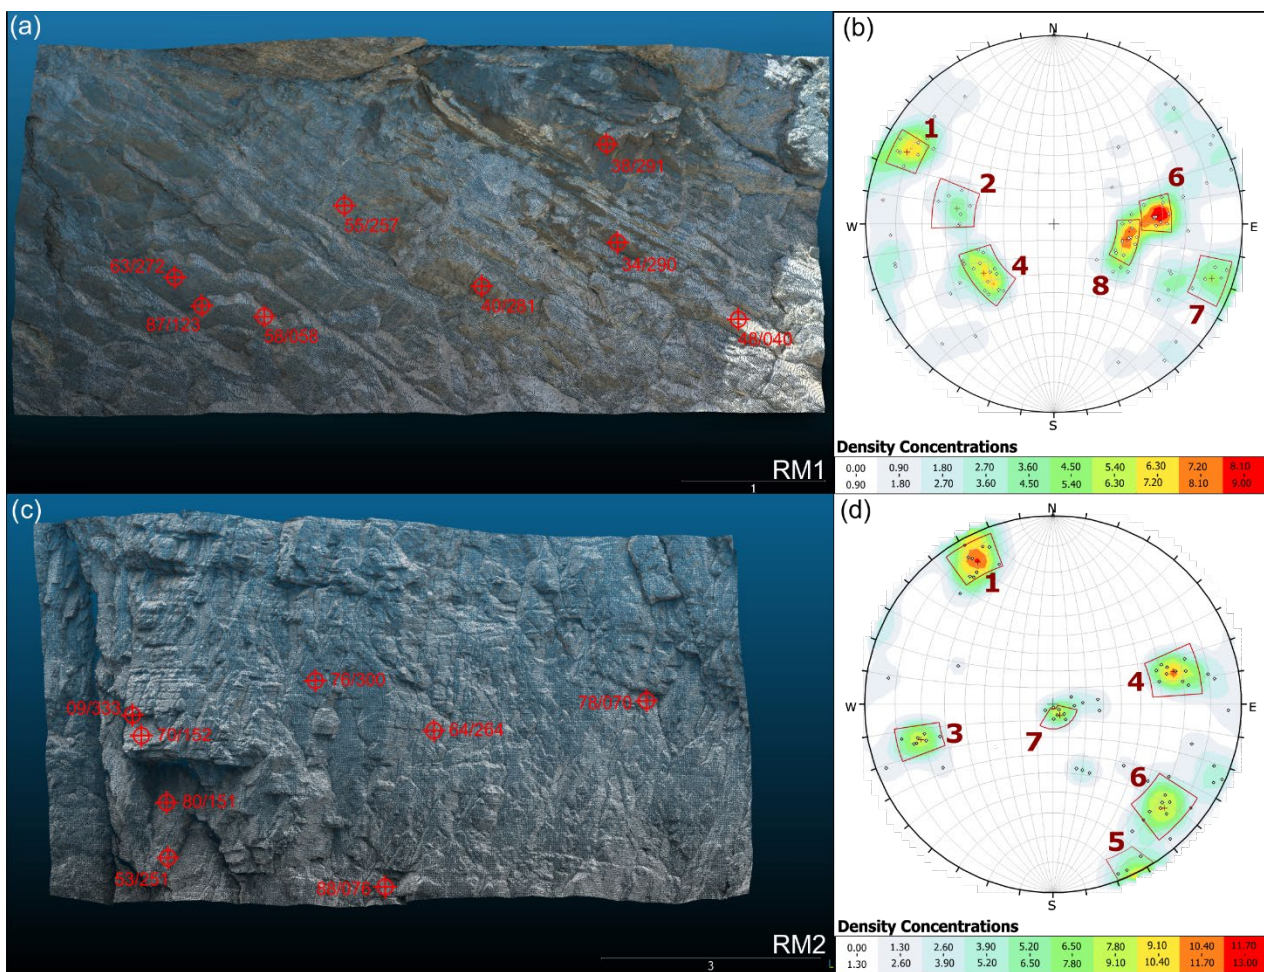 (a)
38/291
55/257
34/290
63/272
40/281
87/123
58/058
48/040
RM1
1
(b)
N
1
2
6
W
E
4
8
7
S
Density Concentrations
0.00 0.90 1.80 2.70 3.60 4.50 5.40 6.30 7.20 8.10
0.90 1.80 2.70 3.60 4.50 5.40 6.30 7.20 8.10 9.00
(c)
76/300
78/070
09/333
70/152
64/264
80/151
68/076
RM2
3
L
(d)
N
1
4
W
E
3
7
6
5
S
Density Concentrations
0.00 1.30 2.60 3.90 5.20 6.50 7.80 9.10 10.40 11.70
1.30 2.60 3.90 5.20 6.50 7.80 9.10 10.40 11.70 13.00